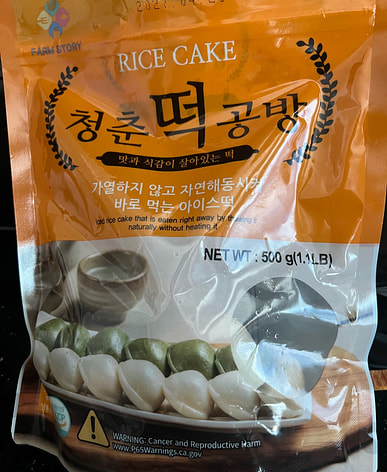 FARM STORY
RICE CAKE
청춘 떡 공방
맛과 식감이 살아있는 떡
가열하지 않고 자연해동시켜
바로 먹는 아이스떡
rice cake that is eaten right away by
naturally without heating it
NET WT : 500 g(1.1LB)
WARNING: Cancer and Reproductive Harm
www.P65Warnings.ca.gov